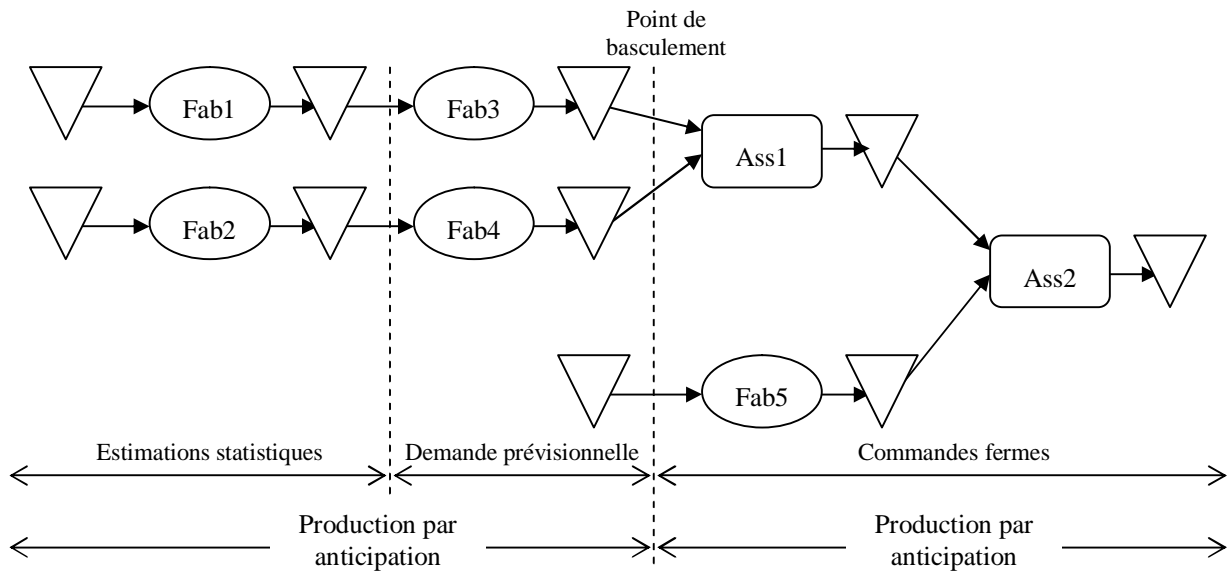 Point de
basculement
Fab1
Fab3
Ass1
Fab2
Fab4
Ass2
Fab5
Estimations statistiques
Demande prévisionnelle
Commandes fermes
Production par
anticipation
Production par
anticipation